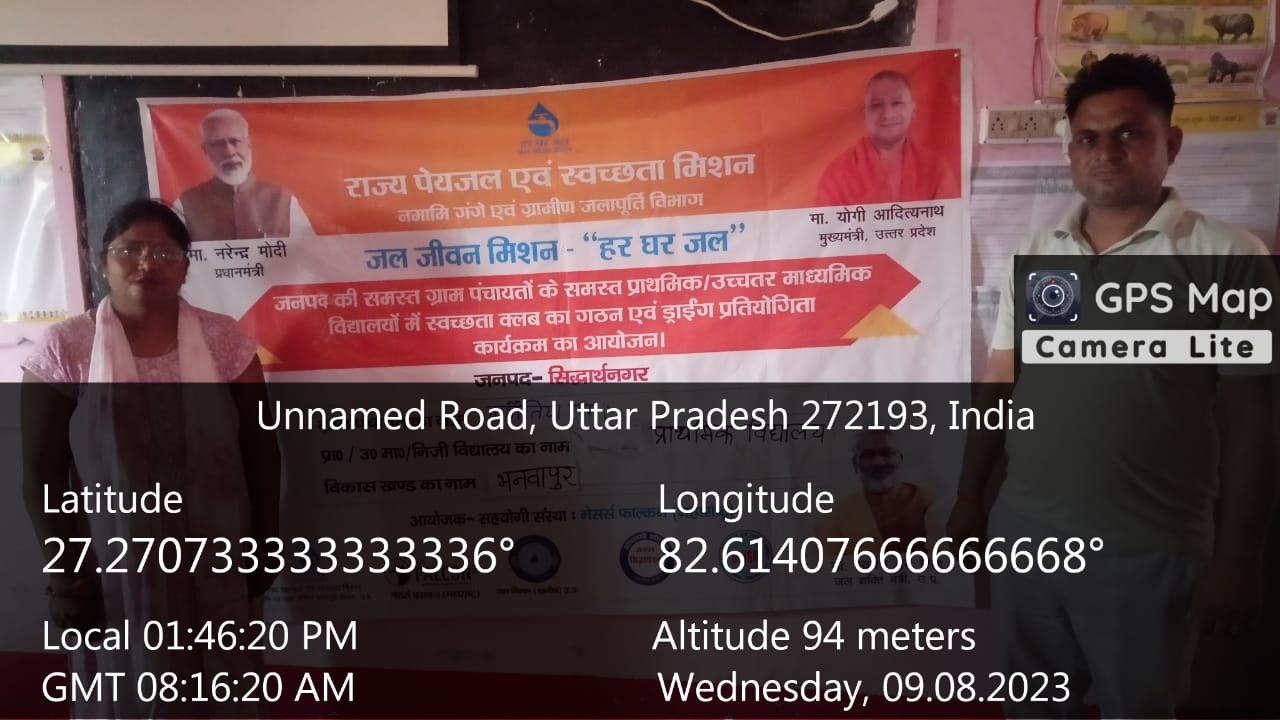 राज्य पेयजल एवं स्वच्छता मिशन
नमामि गंगे एवं ग्रामीण जलापूर्ति विभाग
मा. नरेन्द्र मोदी
प्रधानमंत्री
मा. योगी आदित्यनाथ
मुख्यमंत्री, उत्तर प्रदेश
जल जीवन मिशन - “हर घर जल”
जनपद की समस्त ग्राम पंचायतों के समस्त प्राथमिक/उच्चतर माध्यमिक
विद्यालयों में स्वच्छता क्लब का गठन एवं ड्राईंग प्रतियोगिता
कार्यक्रम का आयोजन।
जनपद- सिद्धार्थनगर
GPS Map
Camera Lite
Unnamed Road, Uttar Pradesh 272193, India
प्रा0 / उ0 मा0/निजी विद्यालय का नाम प्राथमिक विद्यालय
विकास खण्ड का नाम भनवापुर
आयोजक- सहयोगी संस्था : मेसर्स फाल्कन
FALCON
जल शक्ति मंत्री, उ.प्र.
Latitude
27.270733333333336°
Longitude
82.61407666666668°
Local 01:46:20 PM
GMT 08:16:20 AM
Altitude 94 meters
Wednesday, 09.08.2023